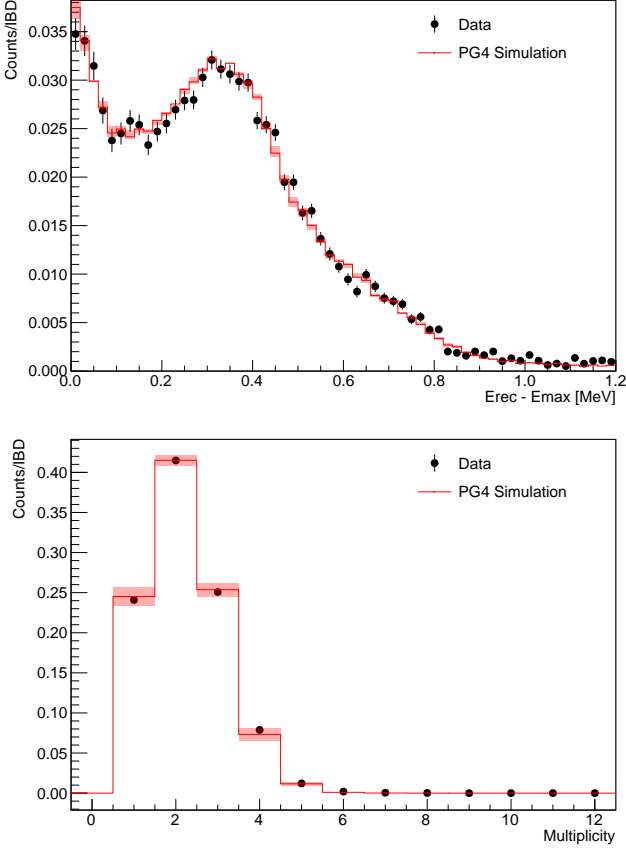 Counts/IBD
0.035
0.030
0.025
0.020
0.015
0.010
0.005
0.000
Data
PG4 Simulation
0.0 0.2 0.4 0.6 0.8 1.0 1.2
Erec - Emax [MeV]
Counts/IBD
0.40
0.35
0.30
0.25
0.20
0.15
0.10
0.05
0.00
Data
PG4 Simulation
0 2 4 6 8 10 12
Multiplicity